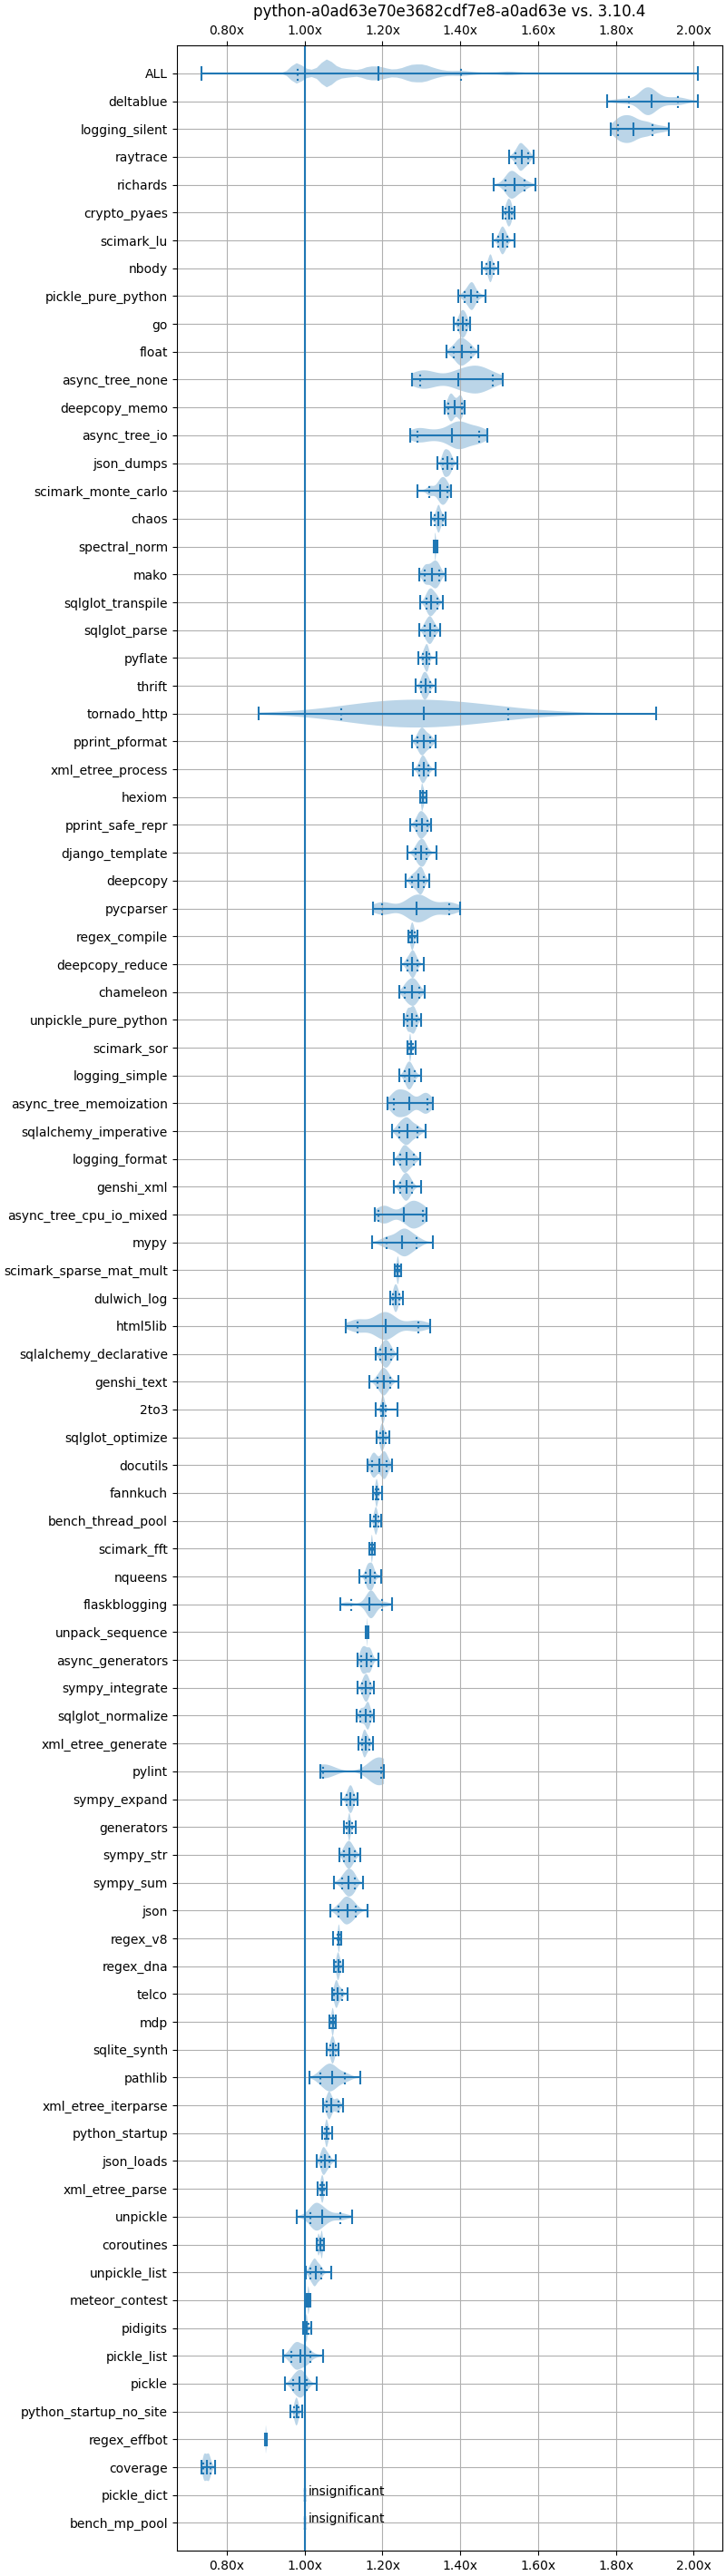 python-a0ad63e70e3682cdf7e8-a0ad63e vs. 3.10.4
0.80x 1.00x 1.20x 1.40x 1.60x 1.80x 2.00x
ALL
deltablue
logging_silent
raytrace
richards
crypto_pyaes
scimark_lu
nbody
pickle_pure_python
go
float
async_tree_none
deepcopy_memo
async_tree_io
json_dumps
scimark_monte_carlo
chaos
spectral_norm
mako
sqlglot_transpile
sqlglot_parse
pyflate
thrift
tornado_http
pprint_pformat
xml_etree_process
hexiom
pprint_safe_repr
django_template
deepcopy
pycparser
regex_compile
deepcopy_reduce
chameleon
unpickle_pure_python
scimark_sor
logging_simple
async_tree_memoization
sqlalchemy_imperative
logging_format
genshi_xml
async_tree_cpu_io_mixed
mypy
scimark_sparse_mat_mult
dulwich_log
html5lib
sqlalchemy_declarative
genshi_text
2to3
sqlglot_optimize
docutils
fannkuch
bench_thread_pool
scimark_fft
nqueens
flaskblogging
unpack_sequence
async_generators
sympy_integrate
sqlglot_normalize
xml_etree_generate
pylint
sympy_expand
generators
sympy_str
sympy_sum
json
regex_v8
regex_dna
telco
mdp
sqlite_synth
pathlib
xml_etree_iterparse
python_startup
json_loads
xml_etree_parse
unpickle
coroutines
unpickle_list
meteor_contest
pidigits
pickle_list
pickle
python_startup_no_site
regex_effbot
coverage
pickle_dict insignificant
bench_mp_pool insignificant
0.80x 1.00x 1.20x 1.40x 1.60x 1.80x 2.00x